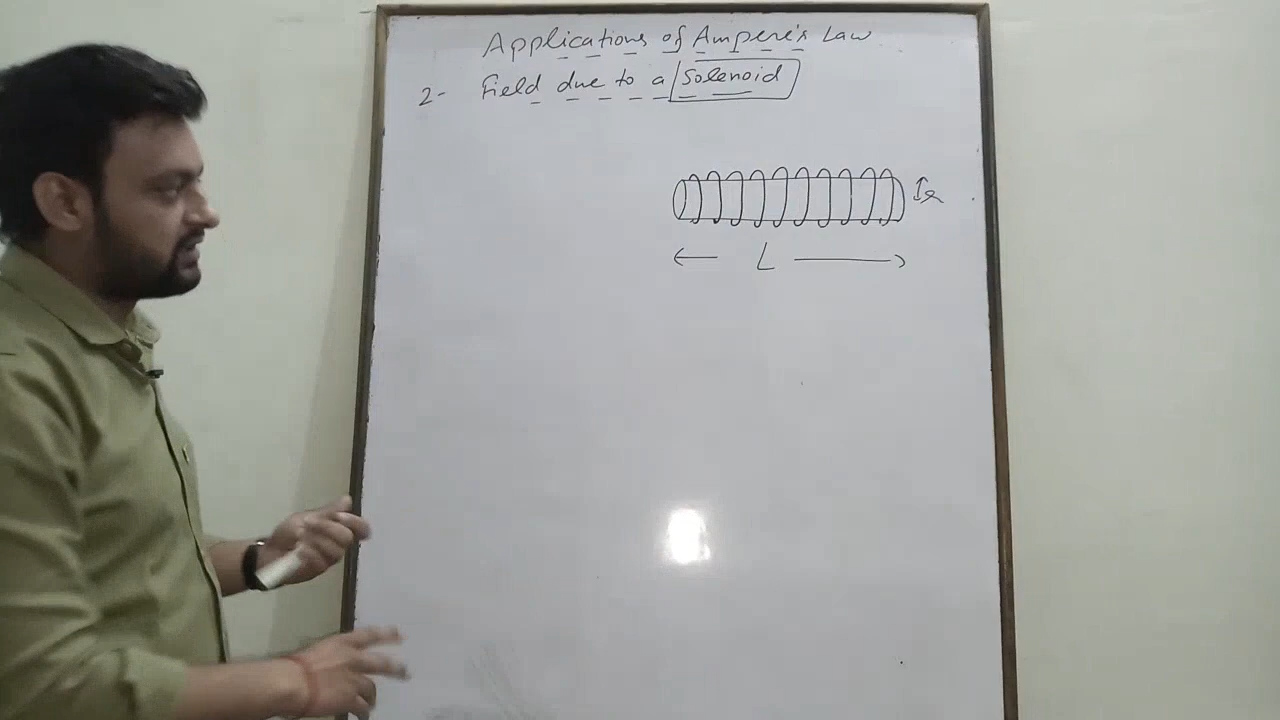 Applications of Ampere's Law
2- Field due to a Solenoid
L